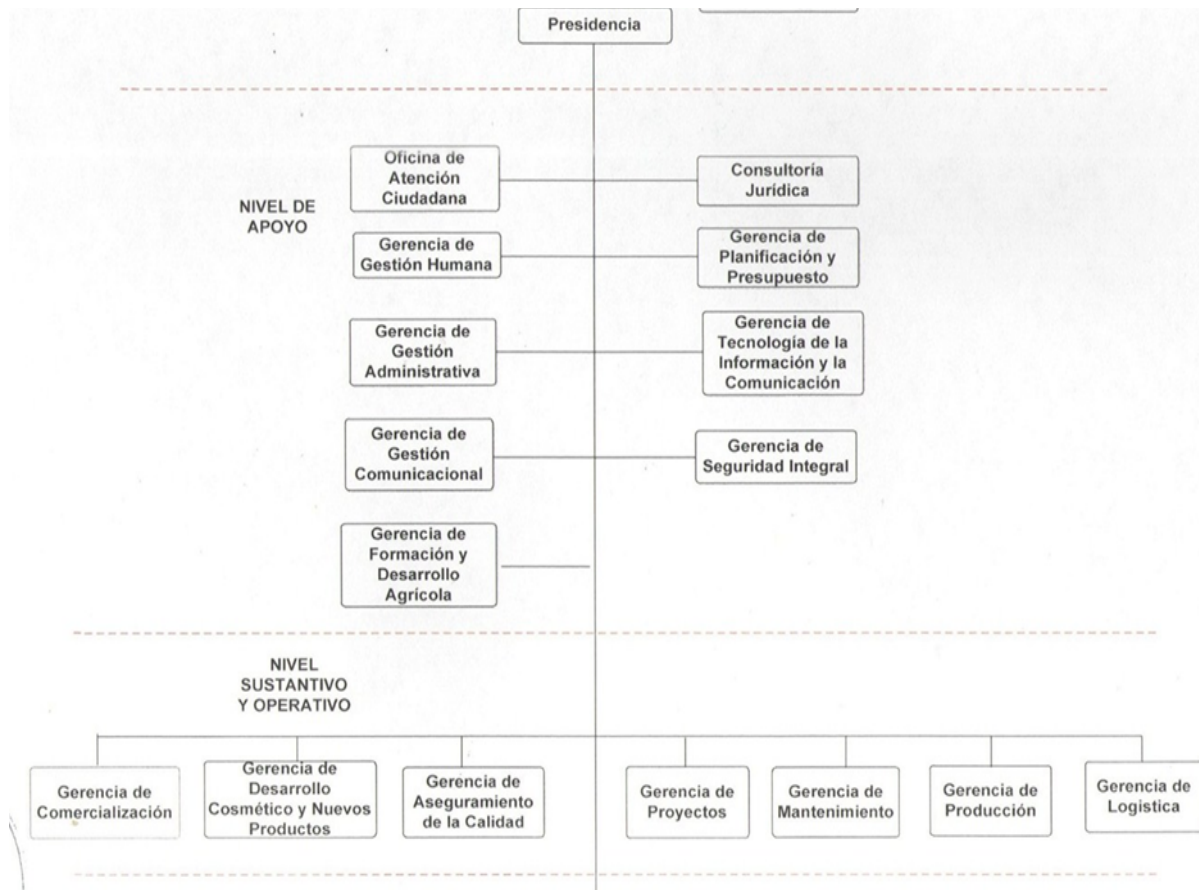 Presidencia
Oficina de
Atención
Ciudadana
Consultoría
Jurídica
NIVEL DE
APOYO
Gerencia de
Gestión Humana
Gerencia de
Planificación y
Presupuesto
Gerencia de
Gestión
Administrativa
Gerencia de
Tecnología de la
Información y la
Comunicación
Gerencia de
Gestión
Comunicacional
Gerencia de
Seguridad Integral
Gerencia de
Formación y
Desarrollo
Agrícola
NIVEL
SUSTANTIVO
Y OPERATIVO
Gerencia de
Comercialización
Gerencia de
Desarrollo
Cosmético y Nuevos
Productos
Gerencia de
Aseguramiento
de la Calidad
Gerencia de
Proyectos
Gerencia de
Mantenimiento
Gerencia de
Producción
Gerencia de
Logistica